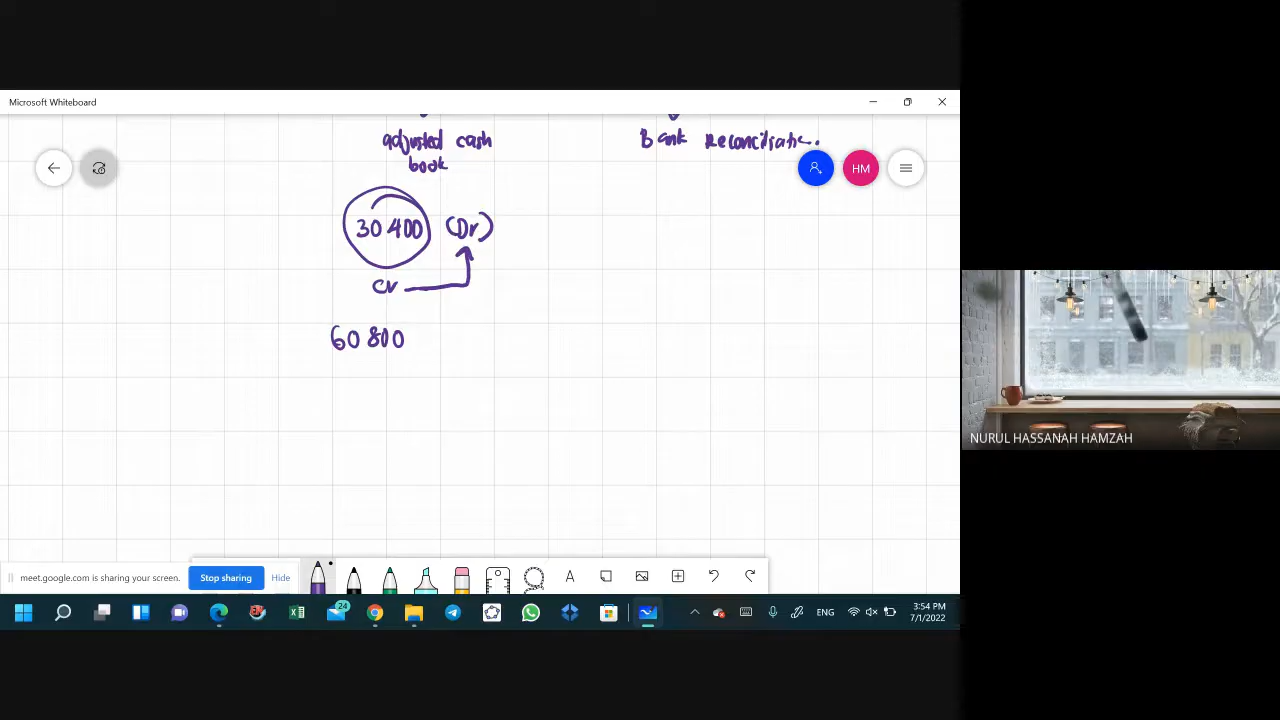 Microsoft Whiteboard
adjusted cash
book
Bank Reconciliation.
HM
30 400 (Dr)
Cr
60 800
NURUL HASSANAH HAMZAH
meet.google.com is sharing your screen.
Stop sharing
Hide
A
24
ENG
3:54 PM
7/1/2022